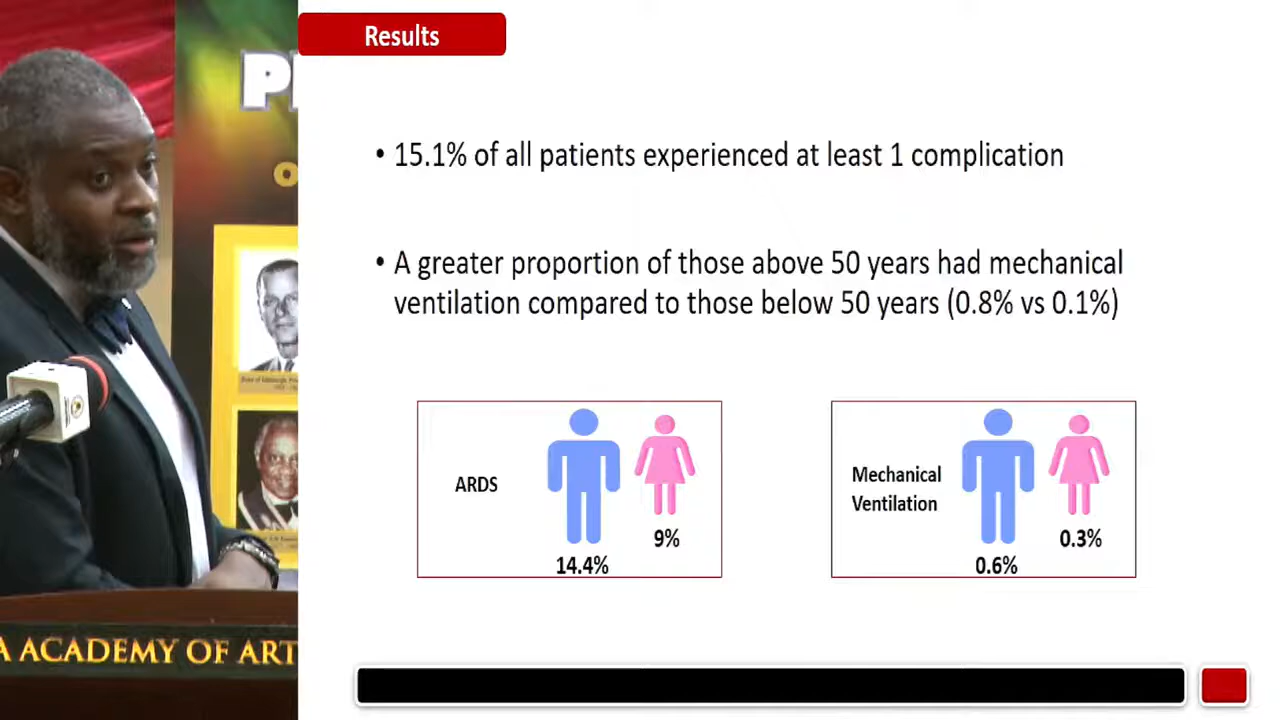 Results
• 15.1% of all patients experienced at least 1 complication
• A greater proportion of those above 50 years had mechanical
ventilation compared to those below 50 years (0.8% vs 0.1%)
ARDS
9%
14.4%
Mechanical
Ventilation
0.3%
0.6%
A ACADEMY OF ART